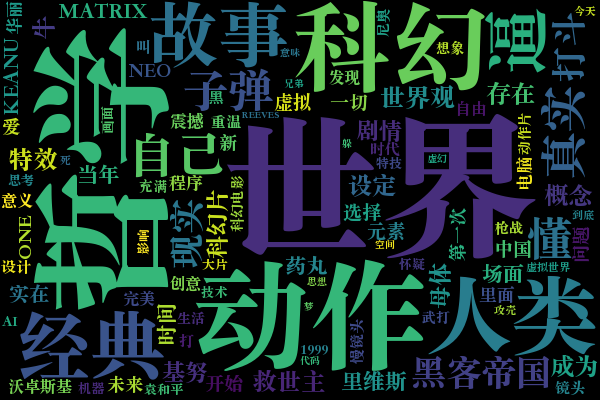 MATRIX
故事
科幻
逼
打斗
今天
华丽
KEANU
牛
里
NEO
子弹
黑
尼奥
想象
意味
兄弟
发现
一切
世界观
存在
真实
哲学
画面
爱
震撼
重温
虚拟
REEVES
剧情
自由
时代
特技
躲
虚幻
电脑
动作片
特效
死
自己
新
世界
思考
当年
充满
程序
科幻片
科幻电影
设定
概念
意义
ONE
现实
影响
大片
选择
元素
空间
怀疑
第一次
枪战
中国
懂
问题
到底
设计
实在
创意
技术
药丸
思想
梦
母体
场面
虚拟世界
完美
时间
动作
武打
里面
攻壳
人类
AI
经典
生活
打
1999
代码
慢镜头
基努
开始
救世主
里维斯
黑客帝国
成为
镜头
沃卓斯基
机器
未来
袁和平